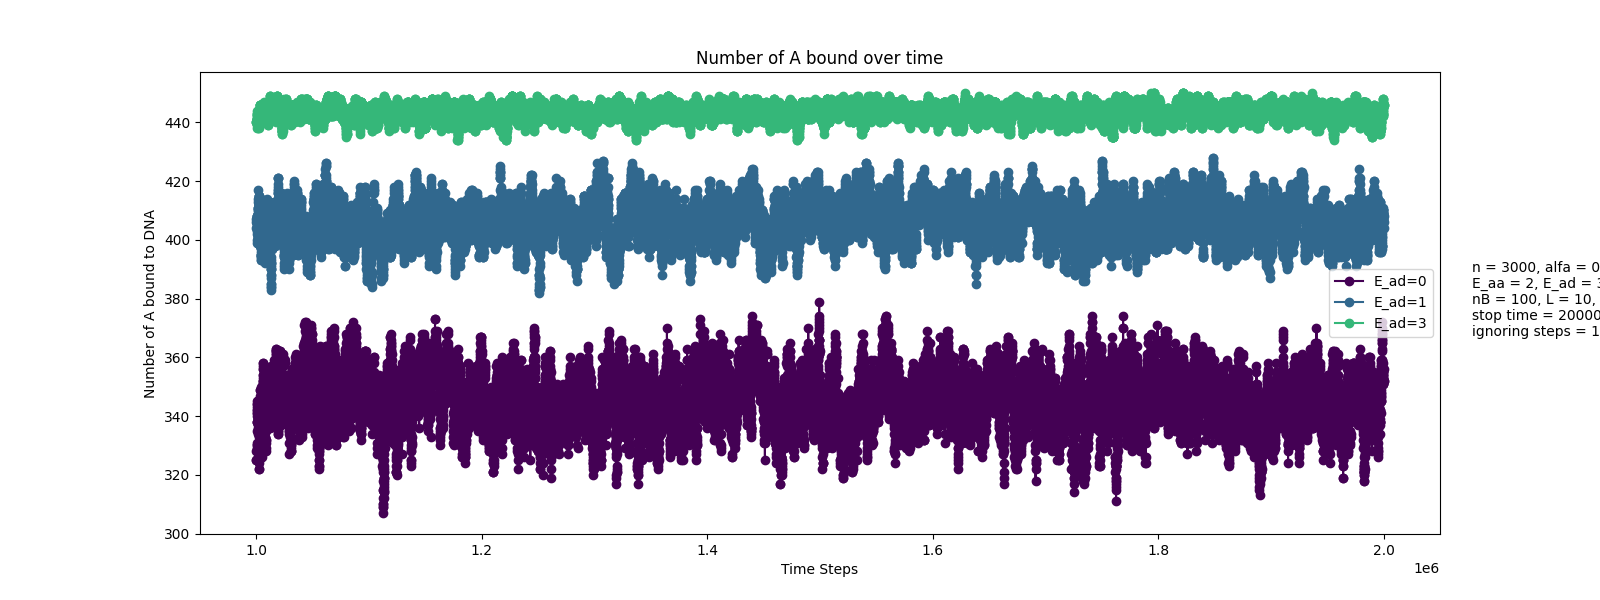 Number of A bound over time
Number of A bound to DNA
440
420
400
380
360
340
320
300
1.0
1.2
1.4
1.6
1.8
2.0
1e6
Time Steps
E_ad=0
E_ad=1
E_ad=3
n = 3000, alfa = 0
E_aa = 2, E_ad = 3
nB = 100, L = 10,
stop time = 20000
ignoring steps = 1